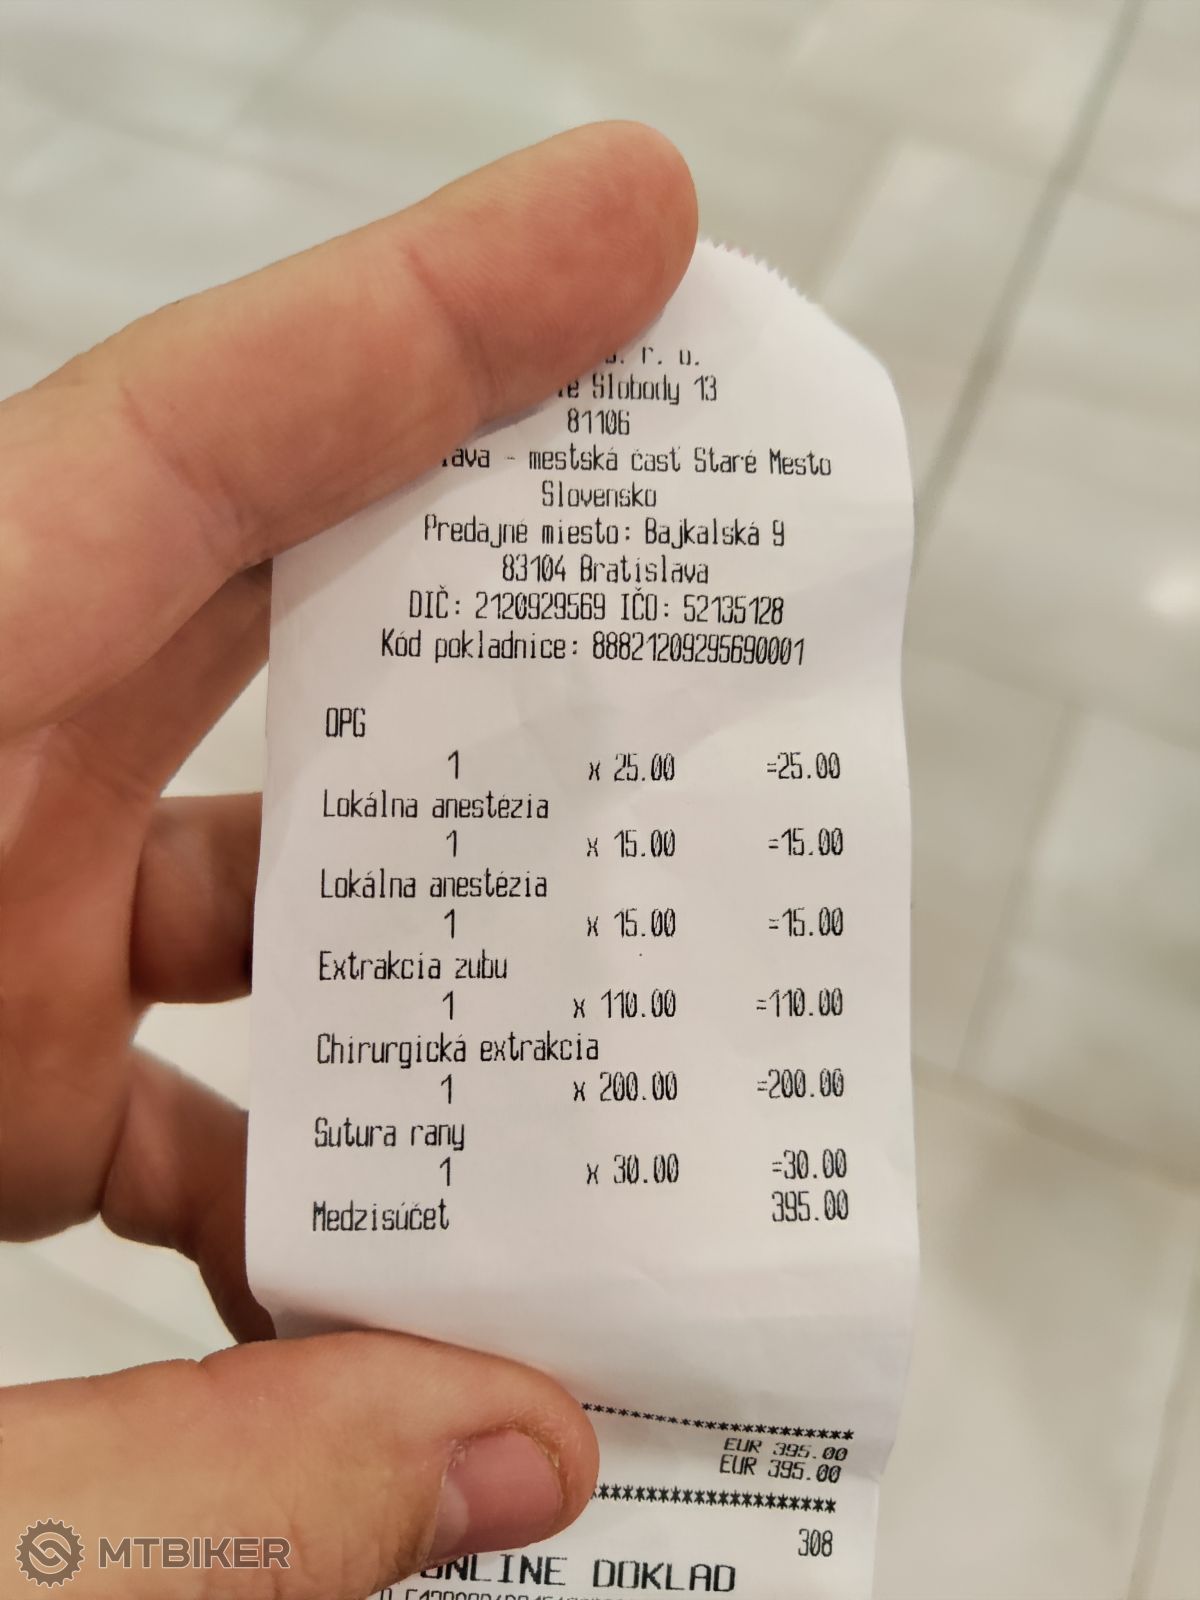 r. o.
Slobody 13
81106
- mestská časť Staré Mesto
Slovensko
Predajné miesto: Bajkalská 9
83104 Bratislava
DIČ: 2120929569 IČO: 52135128
Kód pokladnice: 88821209295690001
OPG
1 x 25.00 =25.00
Lokálna anestézia
1 x 15.00 =15.00
Lokálna anestézia
1 x 15.00 =15.00
Extrakcia zubu
1 x 110.00 =110.00
Chirurgická extrakcia
1 x 200.00 =200.00
Sutura rany
1 x 30.00 =30.00
Medzisúčet 395.00
EUR 395.00
EUR 395.00
308
ONLINE DOKLAD
MTBIKER